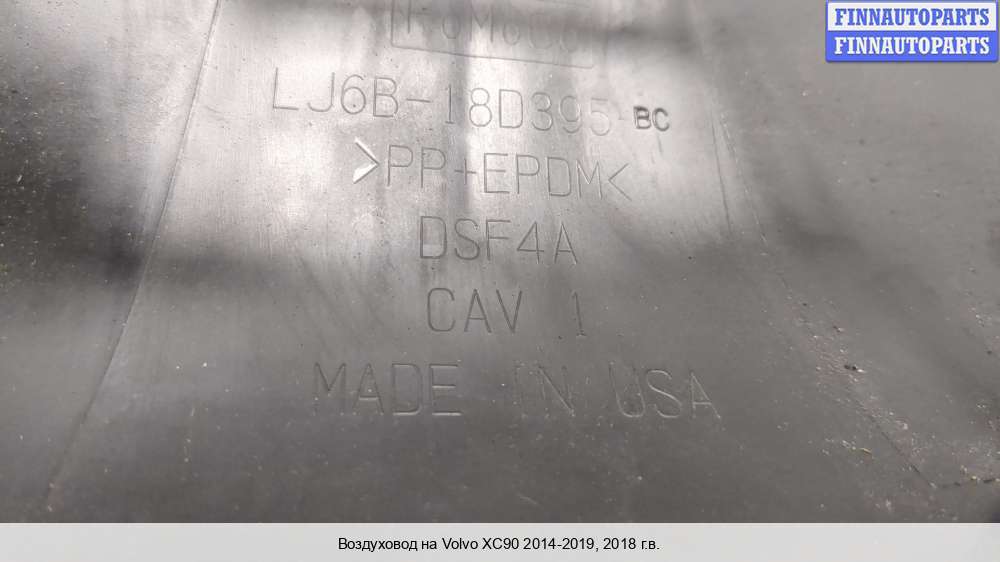 FINNAUTOPARTS
FINNAUTOPARTS
FoMoCo
LJ6B-18D395 BC
>PP+EPDM<
DSF4A
CAV 1
MADE IN USA
Воздуховод на Volvo XC90 2014-2019, 2018 г.в.